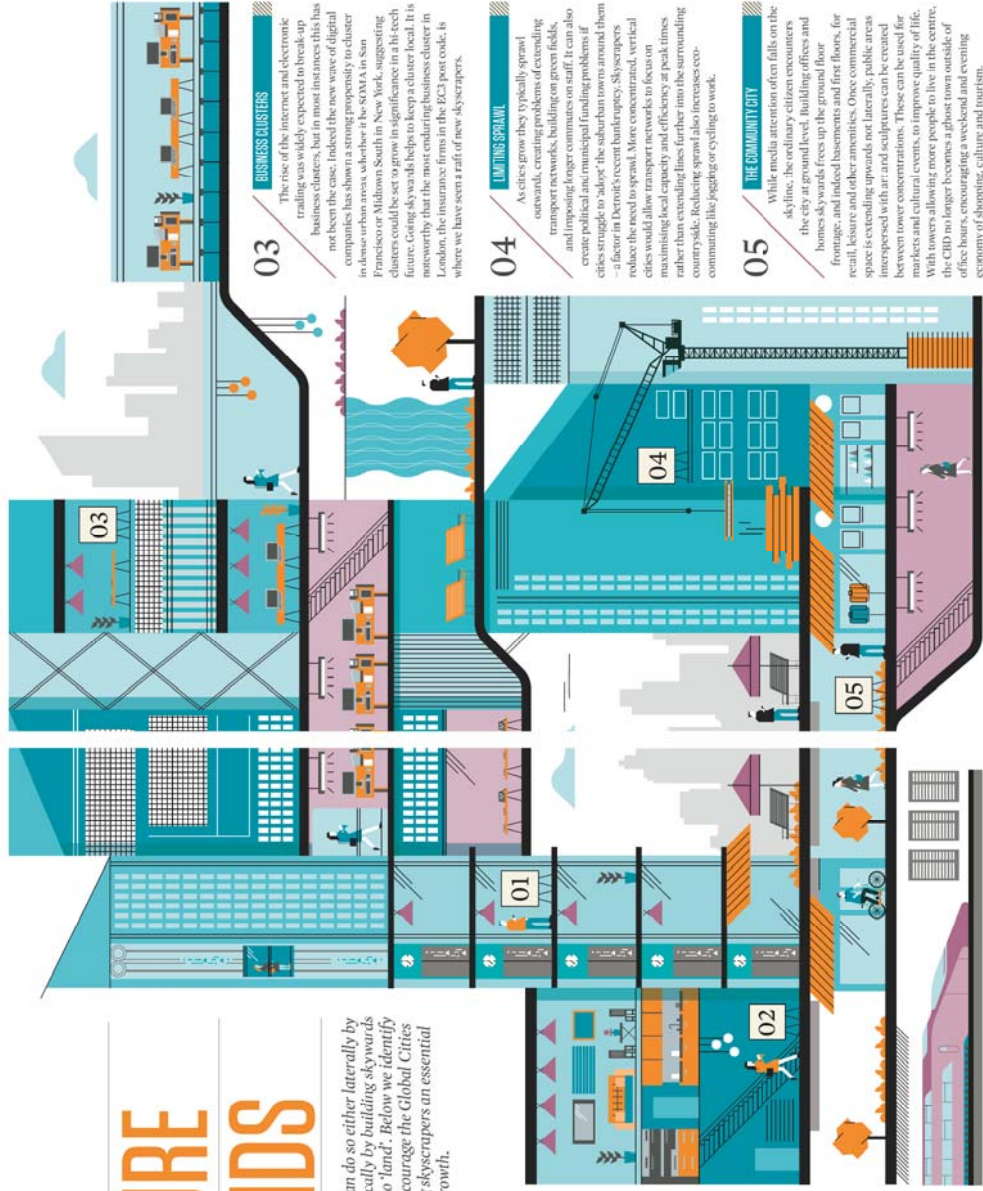 URE
NDS
an do so either laterally by
cally by building skywards
o 'land'. Below we identify
courage the Global Cities
skyscrapers an essential
rowth.
01
02
03
04
05
03
BUSINESS CLUSTERS
The rise of the internet and electronic
trading was widely expected to break-up
business clusters, but in most instances this has
not been the case. Indeed the new wave of digital
companies has shown a strong propensity to cluster
in dense urban areas, whether it be SOMA in San
Francisco or Midtown South in New York, suggesting
clusters could be set to grow in significance in a hi-tech
future. Going skywards helps to keep a cluster local. It is
noteworthy that the most enduring business cluster in
London, the insurance firms in the EC3 post code, is
where we have seen a raft of new skyscrapers.
04
LIMITING SPRAWL
As cities grow they typically sprawl
outwards, creating problems of extending
transport networks, building on green fields,
and imposing longer commutes on staff. It can also
create political and municipal funding problems if
cities struggle to 'adopt' the suburban towns around them
– a factor in Detroit's recent bankruptcy. Skyscrapers
reduce the need to sprawl. More concentrated, vertical
cities would allow transport networks to focus on
maximising local capacity and efficiency at peak times
rather than extending lines further into the surrounding
countryside. Reducing sprawl also increases eco-
commuting like jogging or cycling to work.
05
THE COMMUNITY CITY
While media attention often falls on the
skyline, the ordinary citizen encounters
the city at ground level. Building offices and
homes skywards frees up the ground floor
frontage, and indeed basements and first floors, for
retail, leisure and other amenities. Once commercial
space is extending upwards not laterally, public areas
interspersed with art and sculptures can be created
between tower concentrations. These can be used for
markets and cultural events, to improve quality of life.
With towers allowing more people to live in the centre,
the CBD no longer becomes a ghost town outside of
office hours, encouraging a weekend and evening
economy of shopping, culture and tourism.